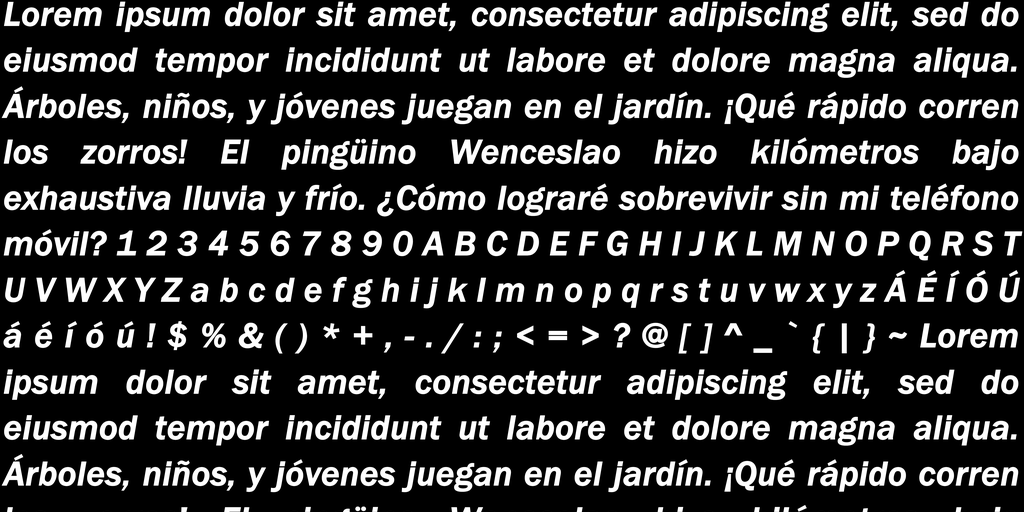 Lorem ipsum dolor sit amet, consectetur adipiscing elit, sed do
eiusmod tempor incididunt ut labore et dolore magna aliqua.
Árboles, niños, y jóvenes juegan en el jardín. ¡Qué rápido corren
los zorros! El pingüino Wenceslao hizo kilómetros bajo
exhaustiva lluvia y frío. ¿Cómo lograré sobrevivir sin mi teléfono
móvil? 1 2 3 4 5 6 7 8 9 0 A B C D E F G H I J K L M N O P Q R S T
U V W X Y Z a b c d e f g h i j k l m n o p q r s t u v w x y z Á É Í Ó Ú
á é í ó ú ! $ % & ( ) * + , - . / : ; < = > ? @ [ ] ^ _ ` { | } ~ Lorem
ipsum dolor sit amet, consectetur adipiscing elit, sed do
eiusmod tempor incididunt ut labore et dolore magna aliqua.
Árboles, niños, y jóvenes juegan en el jardín. ¡Qué rápido corren